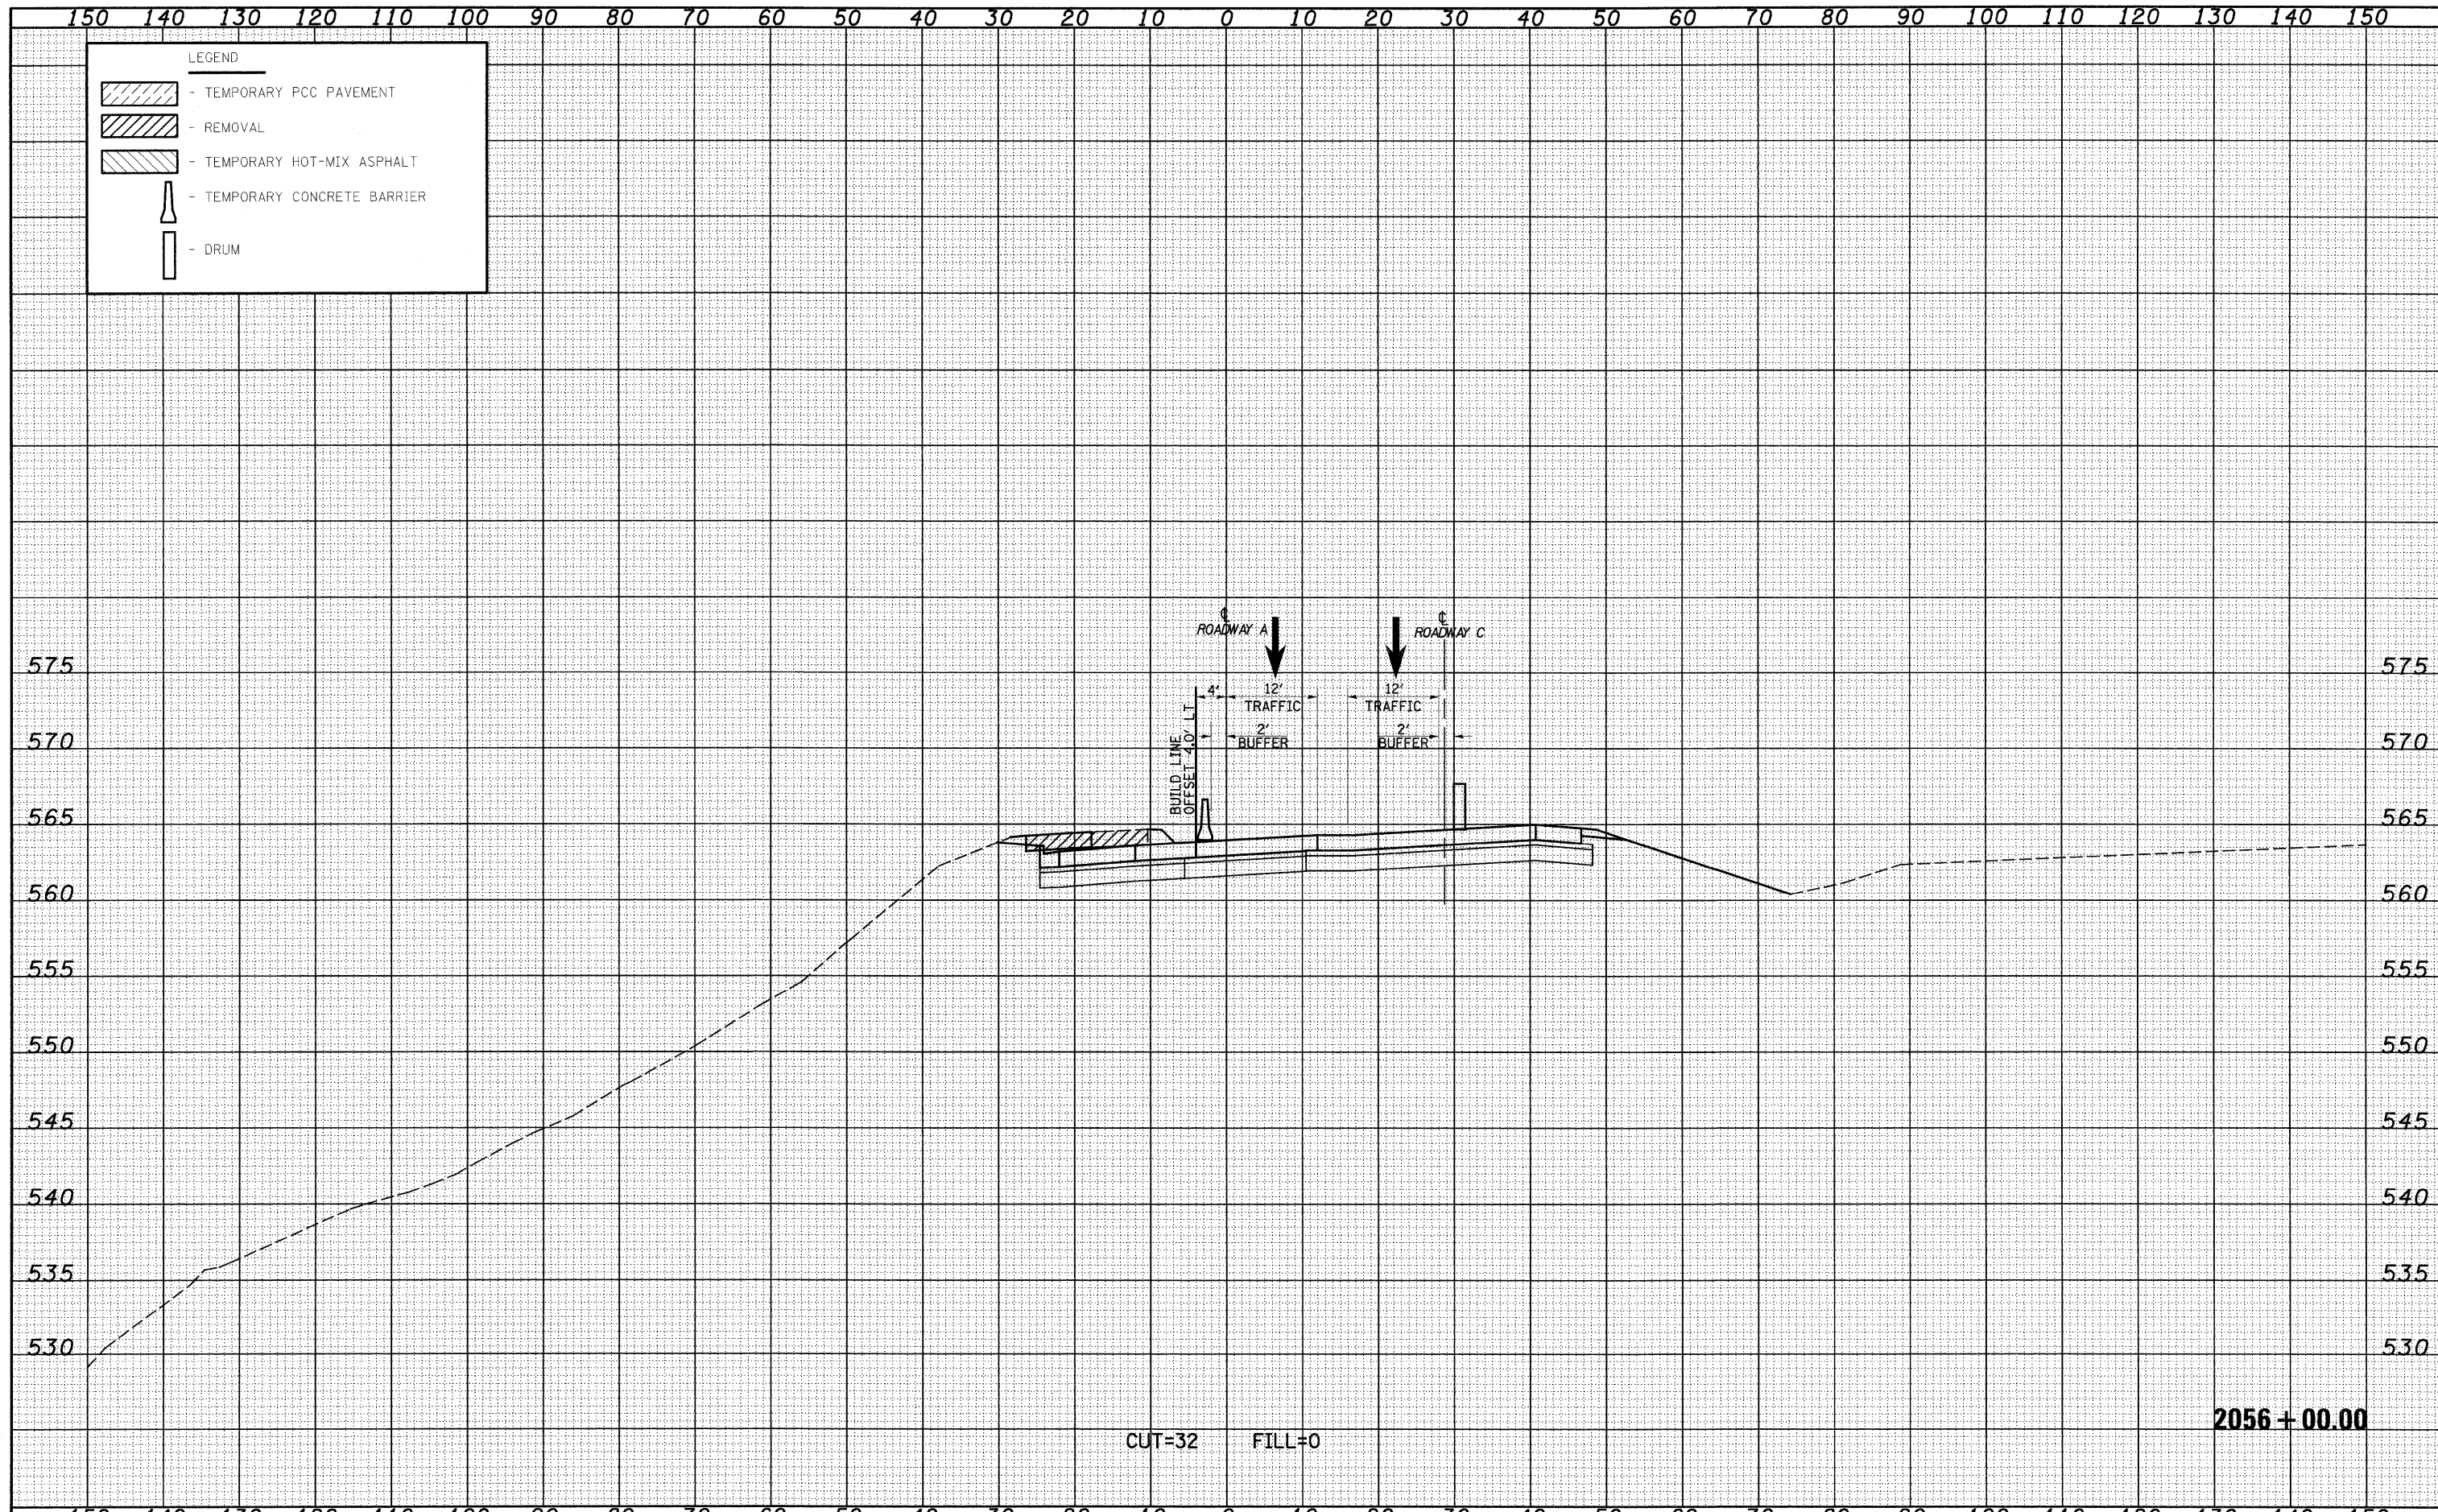 150 140 130 120 110 100 90 80 70 60 50 40 30 20 10 0 10 20 30 40 50 60 70 80 90 100 110 120 130 140 150
LEGEND
- TEMPORARY PCC PAVEMENT
- REMOVAL
- TEMPORARY HOT-MIX ASPHALT
- TEMPORARY CONCRETE BARRIER
- DRUM
℄ ℄
ROADWAY A ROADWAY C
575 575
4' 12' 12'
TRAFFIC TRAFFIC
2' 2'
BUFFER BUFFER
BUILD LINE
OFFSET 4.0' LT
570 570
565 565
560 560
555 555
550 550
545 545
540 540
535 535
530 530
2056+00.00
CUT=32 FILL=0